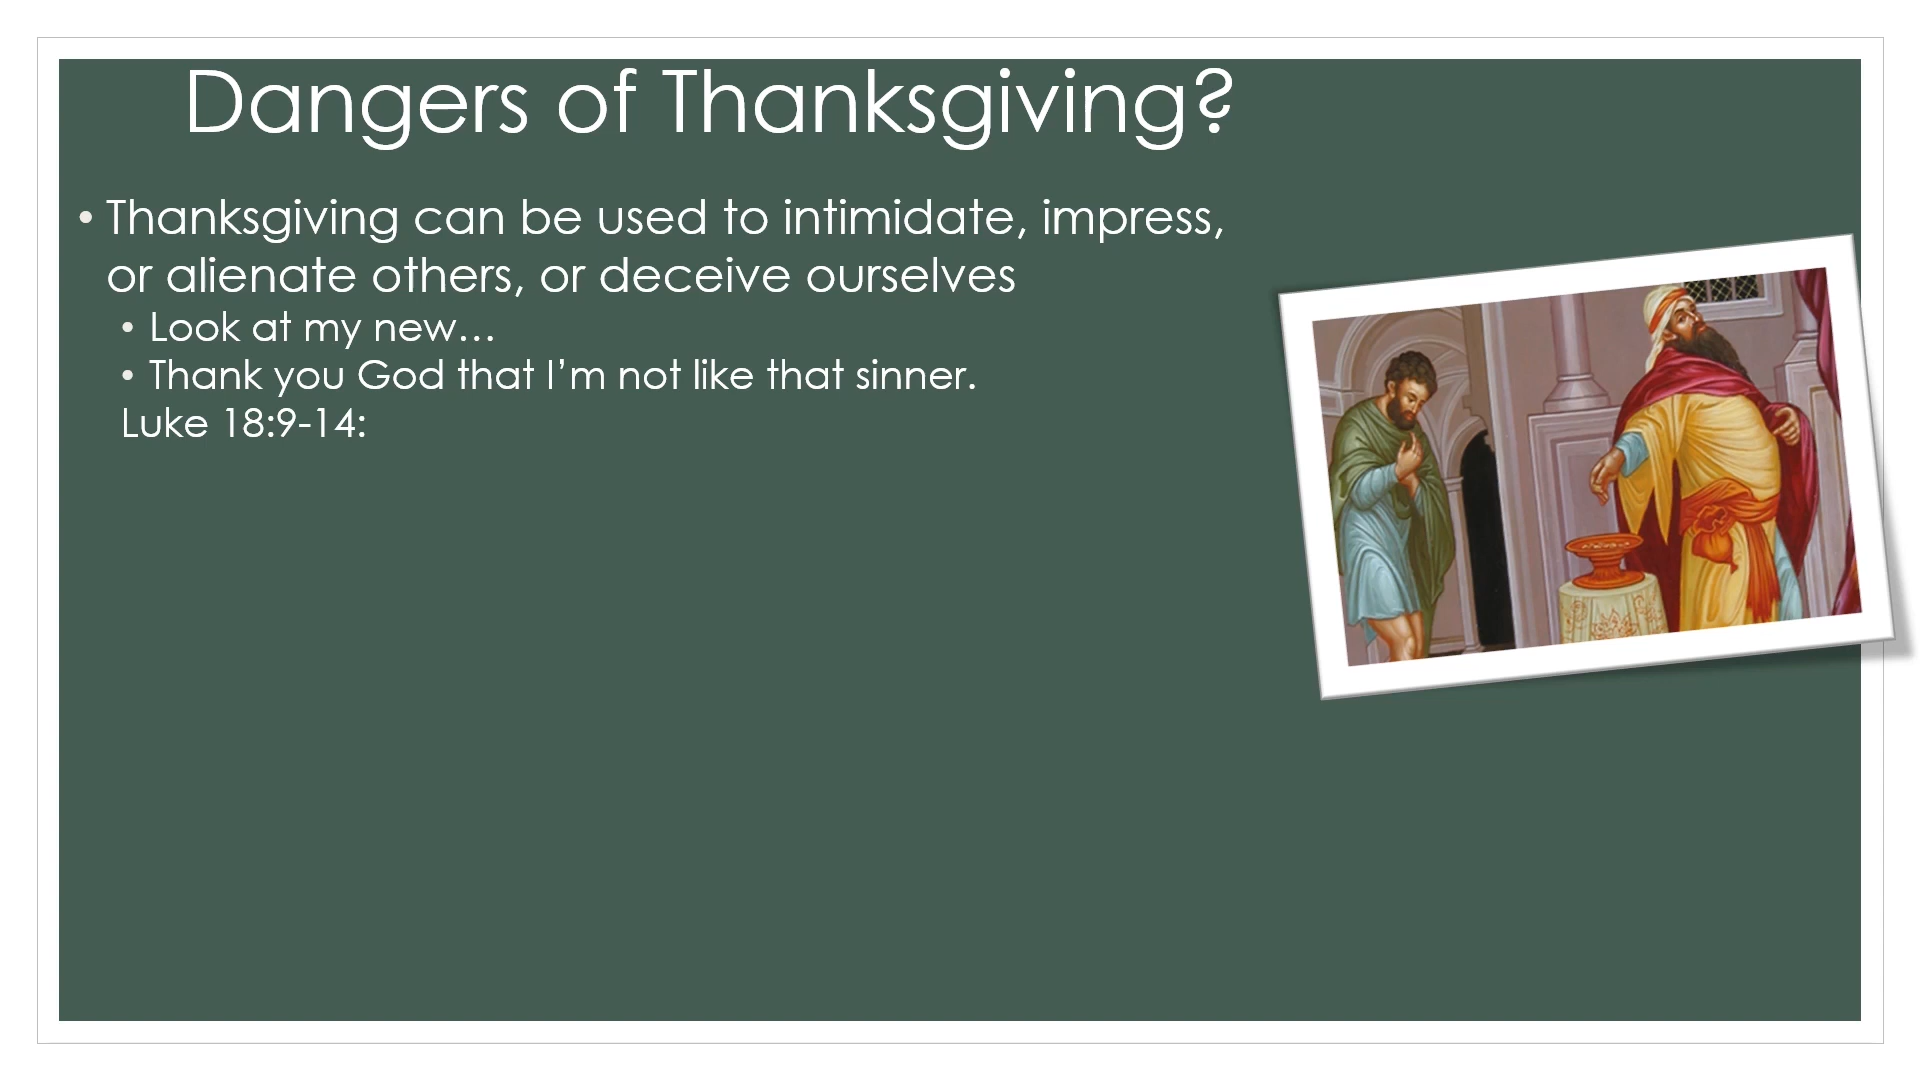 Dangers of Thanksgiving?
• Thanksgiving can be used to intimidate, impress,
or alienate others, or deceive ourselves
• Look at my new…
• Thank you God that I’m not like that sinner.
Luke 18:9-14: